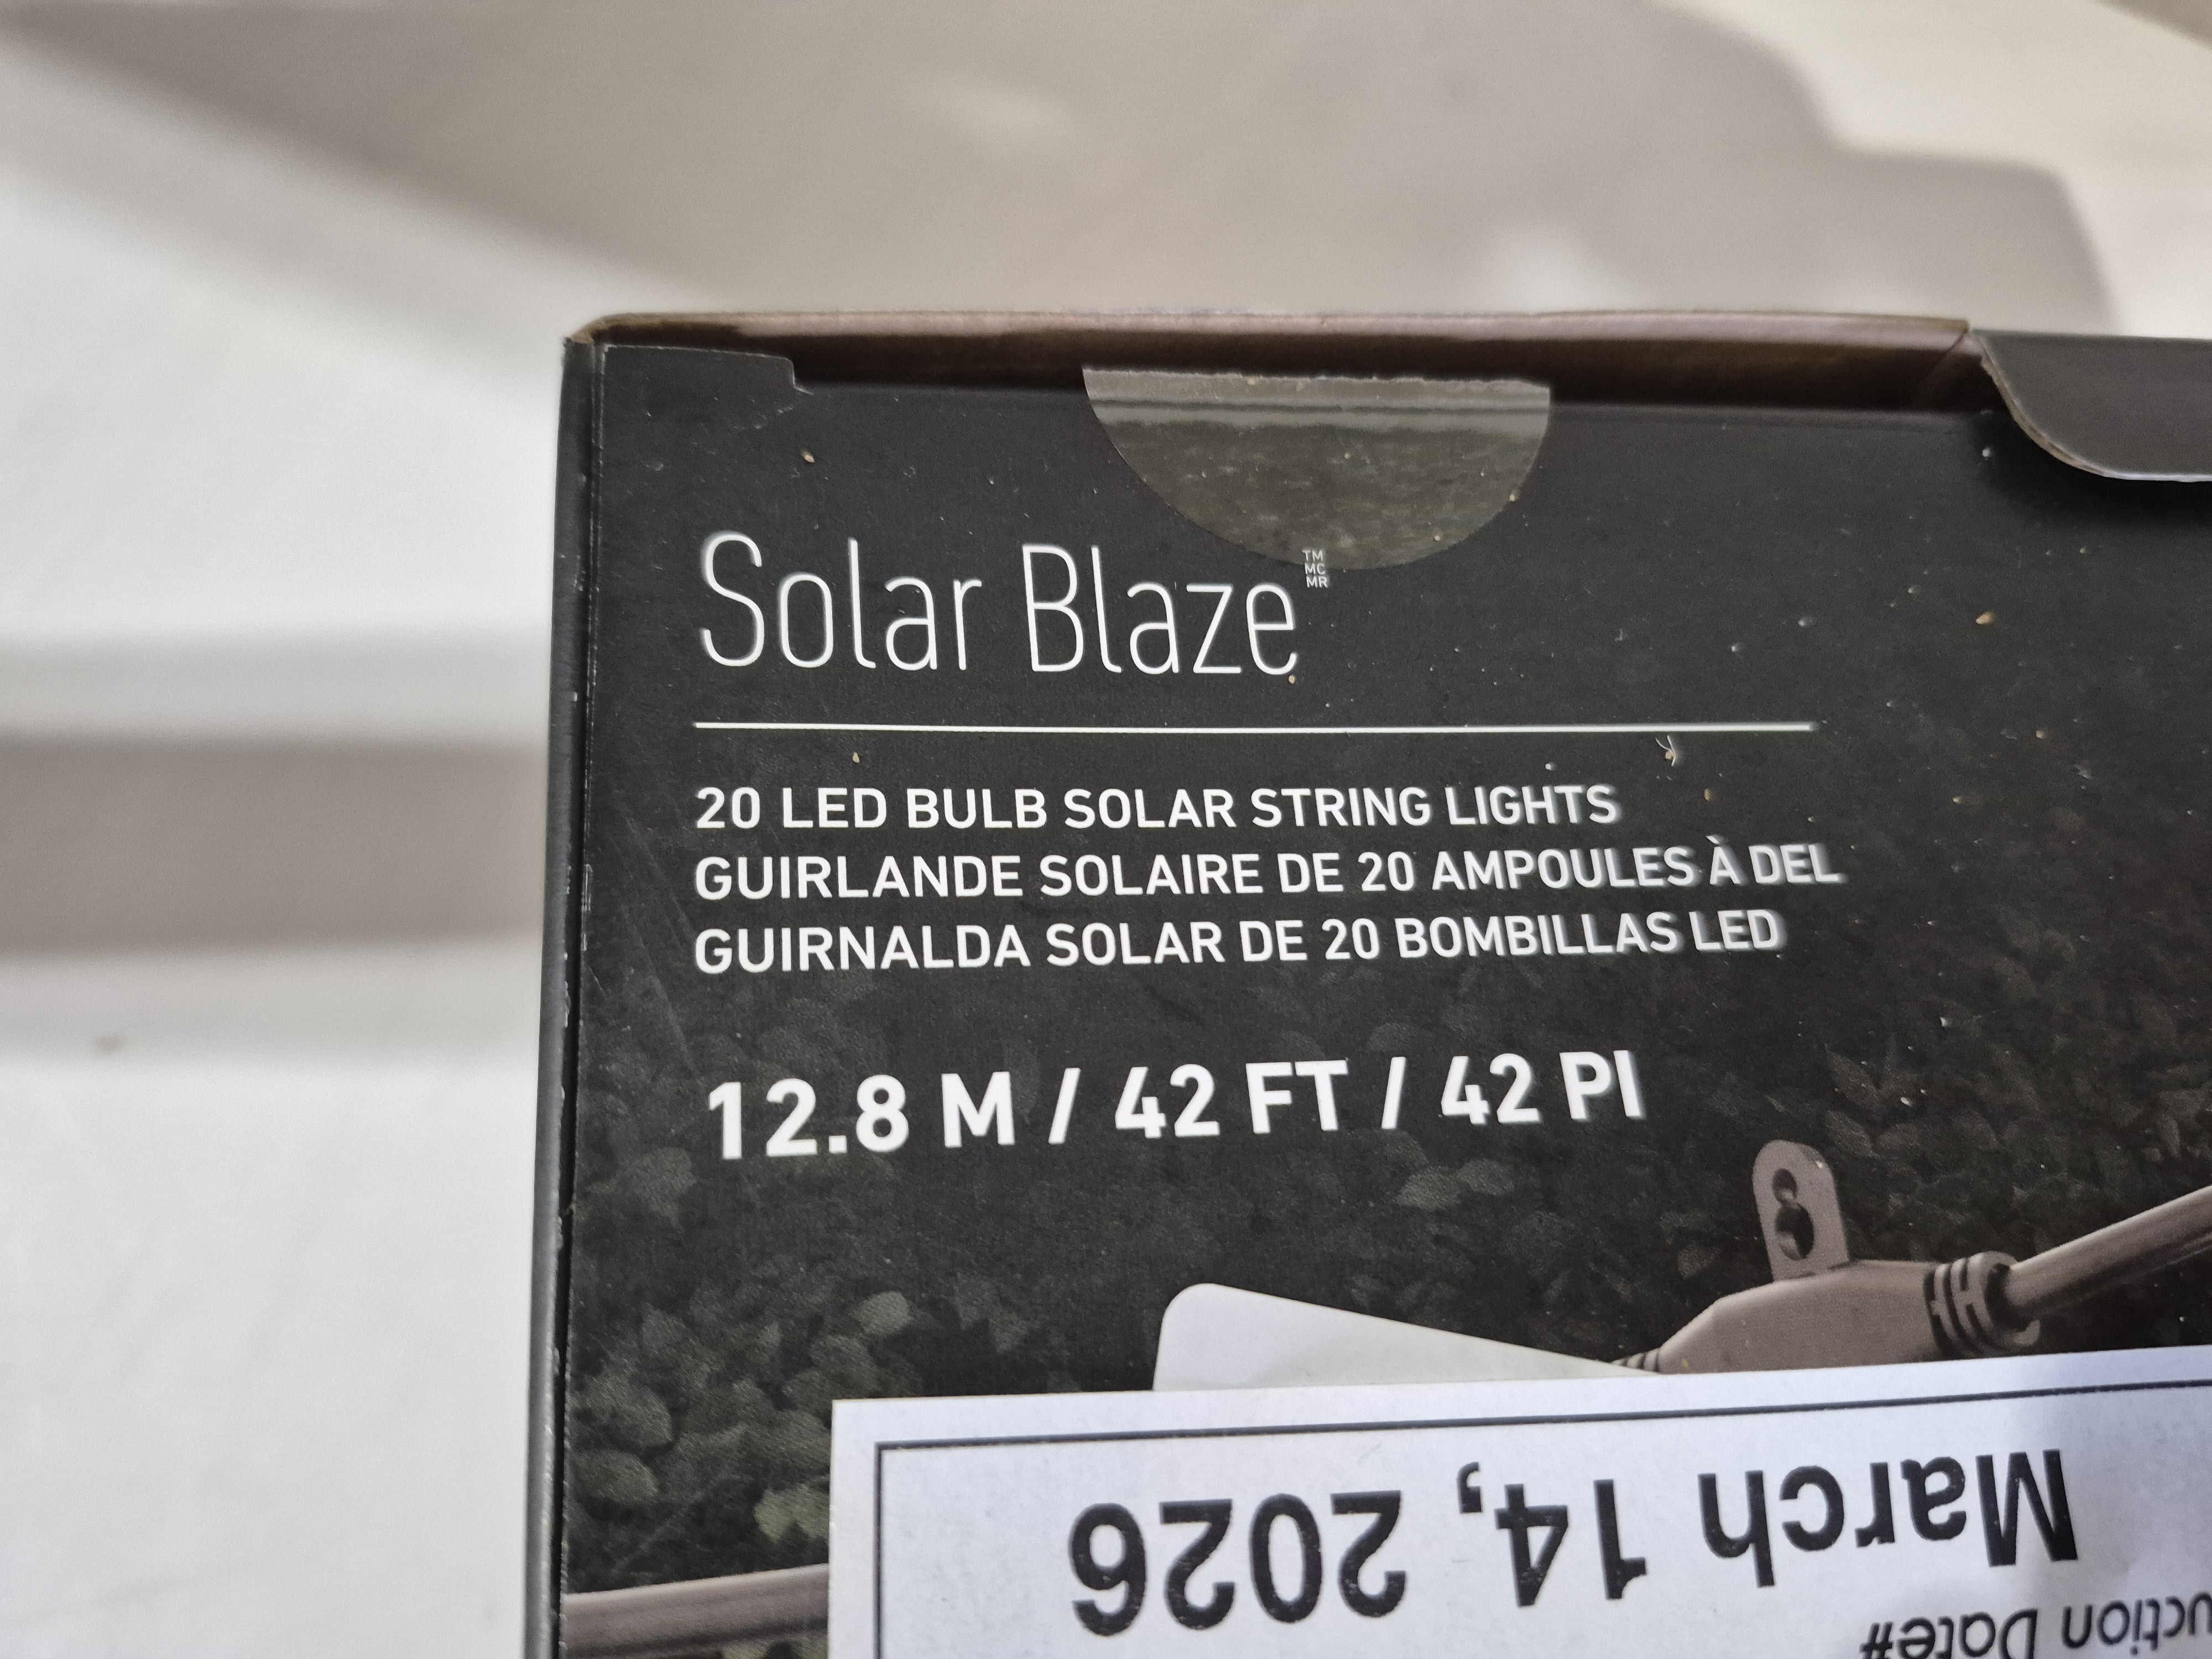 Solar Blaze
TM
MC
MR
20 LED BULB SOLAR STRING LIGHTS
GUIRLANDE SOLAIRE DE 20 AMPOULES À DEL
GUIRNALDA SOLAR DE 20 BOMBILLAS LED
12.8 M / 42 FT / 42 PI
March 14, 2026
uction Date#